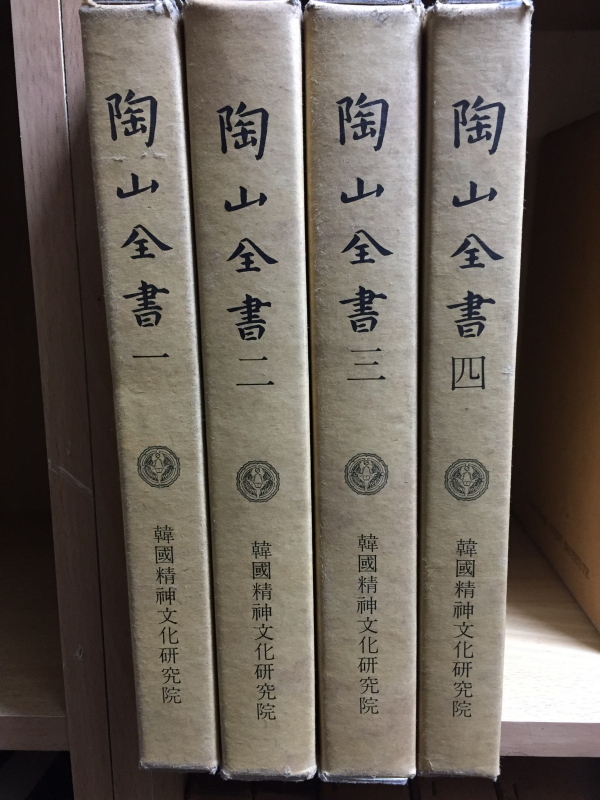 陶山全書 一
韓國精神文化研究院
陶山全書 二
韓國精神文化研究院
陶山全書 三
韓國精神文化研究院
陶山全書 四
韓國精神文化研究院